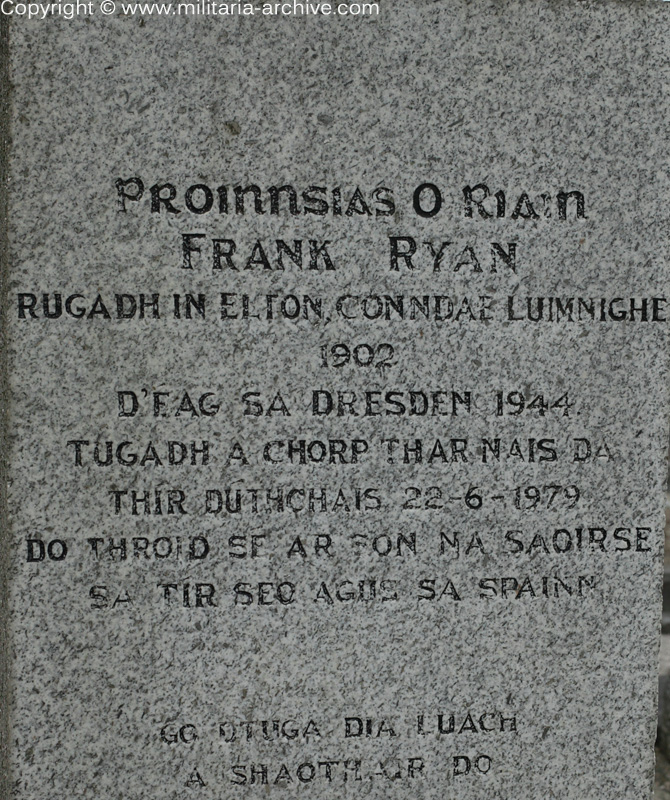 Copyright © www.militaria-archive.com
PROINNSIAS O RIAIN
FRANK RYAN
RUGADH IN ELTON, CONNDAE LUIMNIGHE
1902
D'EAG SA DRESDEN 1944.
TUGADH A CHORP THAR NAIS DA
THIR DUTHCHAIS 22-6-1979
DO THROID SE AR SON NA SAOIRSE
SA TIR SEO AGUS SA SPAINN
GO DTUGA DIA LUACH
A SHAOTHAIR DO